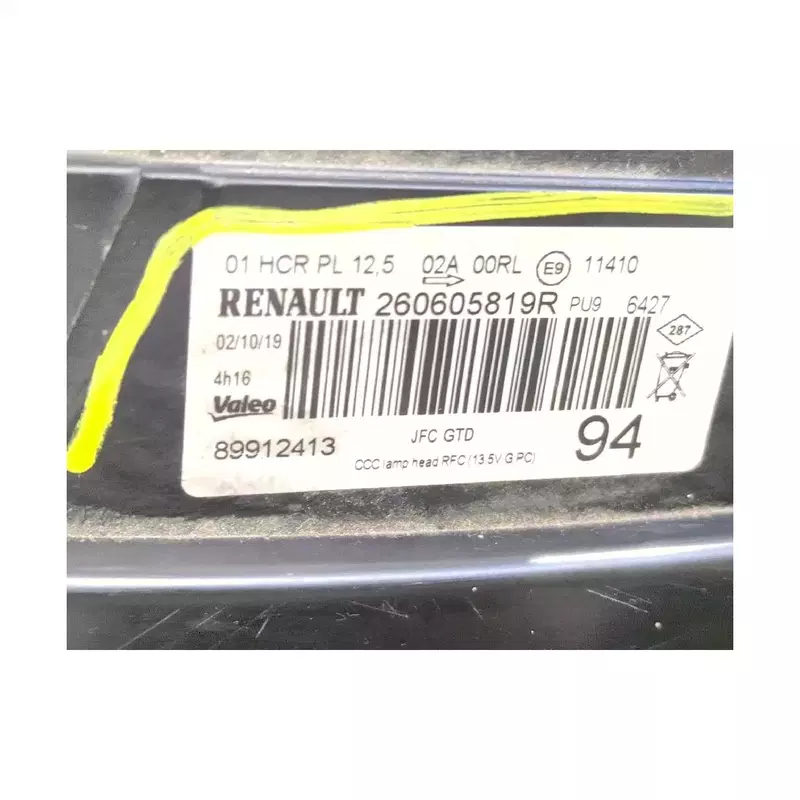 01 HCR PL 12,5 02A 00RL E9 11410
RENAULT 260605819R PU9 6427
02/10/19
287
4h16
Valeo
89912413 JFC GTD 94
CCC lamp head RFC (13.5V G PC)